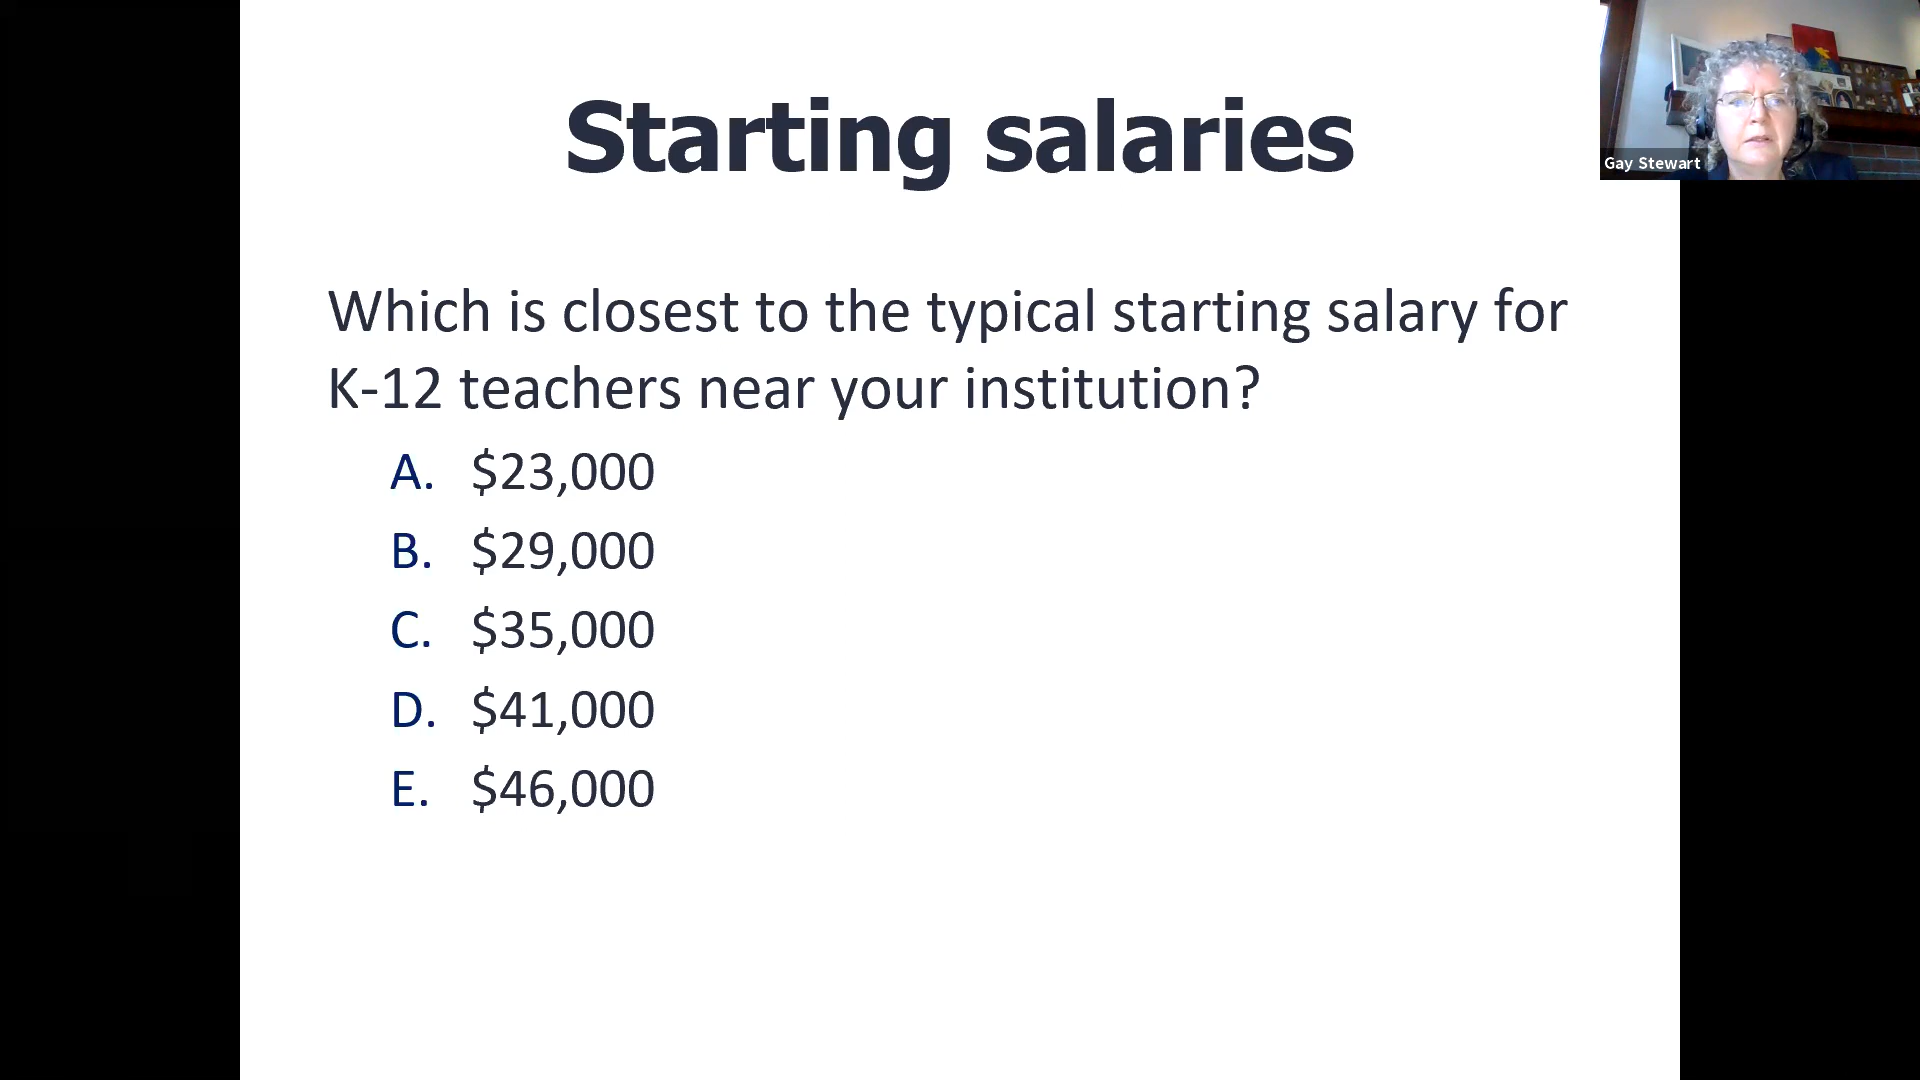 Starting salaries
Gay Stewart
Which is closest to the typical starting salary for
K-12 teachers near your institution?
A. $23,000
B. $29,000
C. $35,000
D. $41,000
E. $46,000